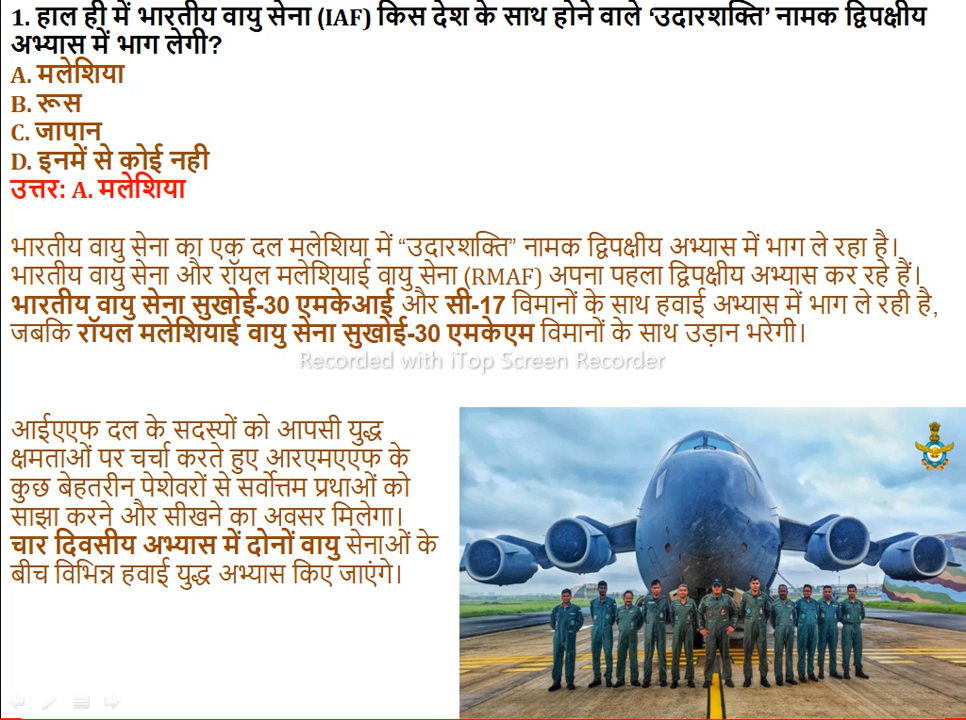 1. हाल ही में भारतीय वायु सेना (IAF) किस देश के साथ होने वाले ‘उदारशक्ति’ नामक द्विपक्षीय
अभ्यास में भाग लेगी?
A. मलेशिया
B. रूस
C. जापान
D. इनमें से कोई नही
उत्तर: A. मलेशिया
भारतीय वायु सेना का एक दल मलेशिया में “उदारशक्ति” नामक द्विपक्षीय अभ्यास में भाग ले रहा है।
भारतीय वायु सेना और रॉयल मलेशियाई वायु सेना (RMAF) अपना पहला द्विपक्षीय अभ्यास कर रहे हैं।
भारतीय वायु सेना सुखोई-30 एमकेआई और सी-17 विमानों के साथ हवाई अभ्यास में भाग ले रही है,
जबकि रॉयल मलेशियाई वायु सेना सुखोई-30 एमकेएम विमानों के साथ उड़ान भरेगी।
Recorded with iTop Screen Recorder
आईएएफ दल के सदस्यों को आपसी युद्ध
क्षमताओं पर चर्चा करते हुए आरएमएएफ के
कुछ बेहतरीन पेशेवरों से सर्वोत्तम प्रथाओं को
साझा करने और सीखने का अवसर मिलेगा।
चार दिवसीय अभ्यास में दोनों वायु सेनाओं के
बीच विभिन्न हवाई युद्ध अभ्यास किए जाएंगे।